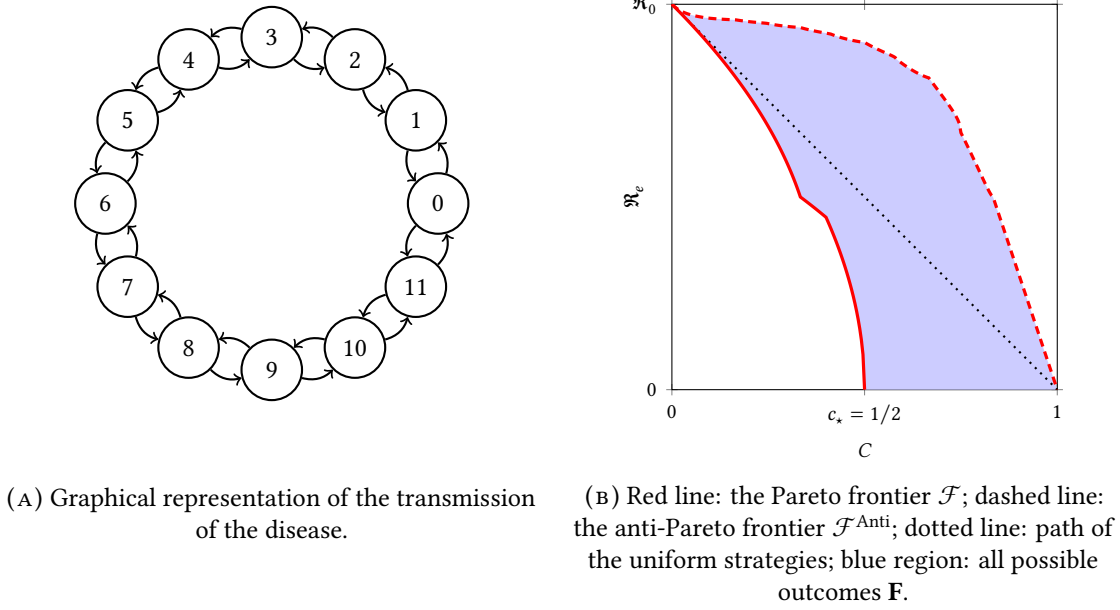 3
4
2
5
1
6
0
7
11
8
10
9
(A) Graphical representation of the transmission
of the disease.
ℜ₀
ℜₑ
0
0
c⋆ = 1/2
1
C
(B) Red line: the Pareto frontier ℱ; dashed line:
the anti-Pareto frontier ℱ^Anti; dotted line: path of
the uniform strategies; blue region: all possible
outcomes F.